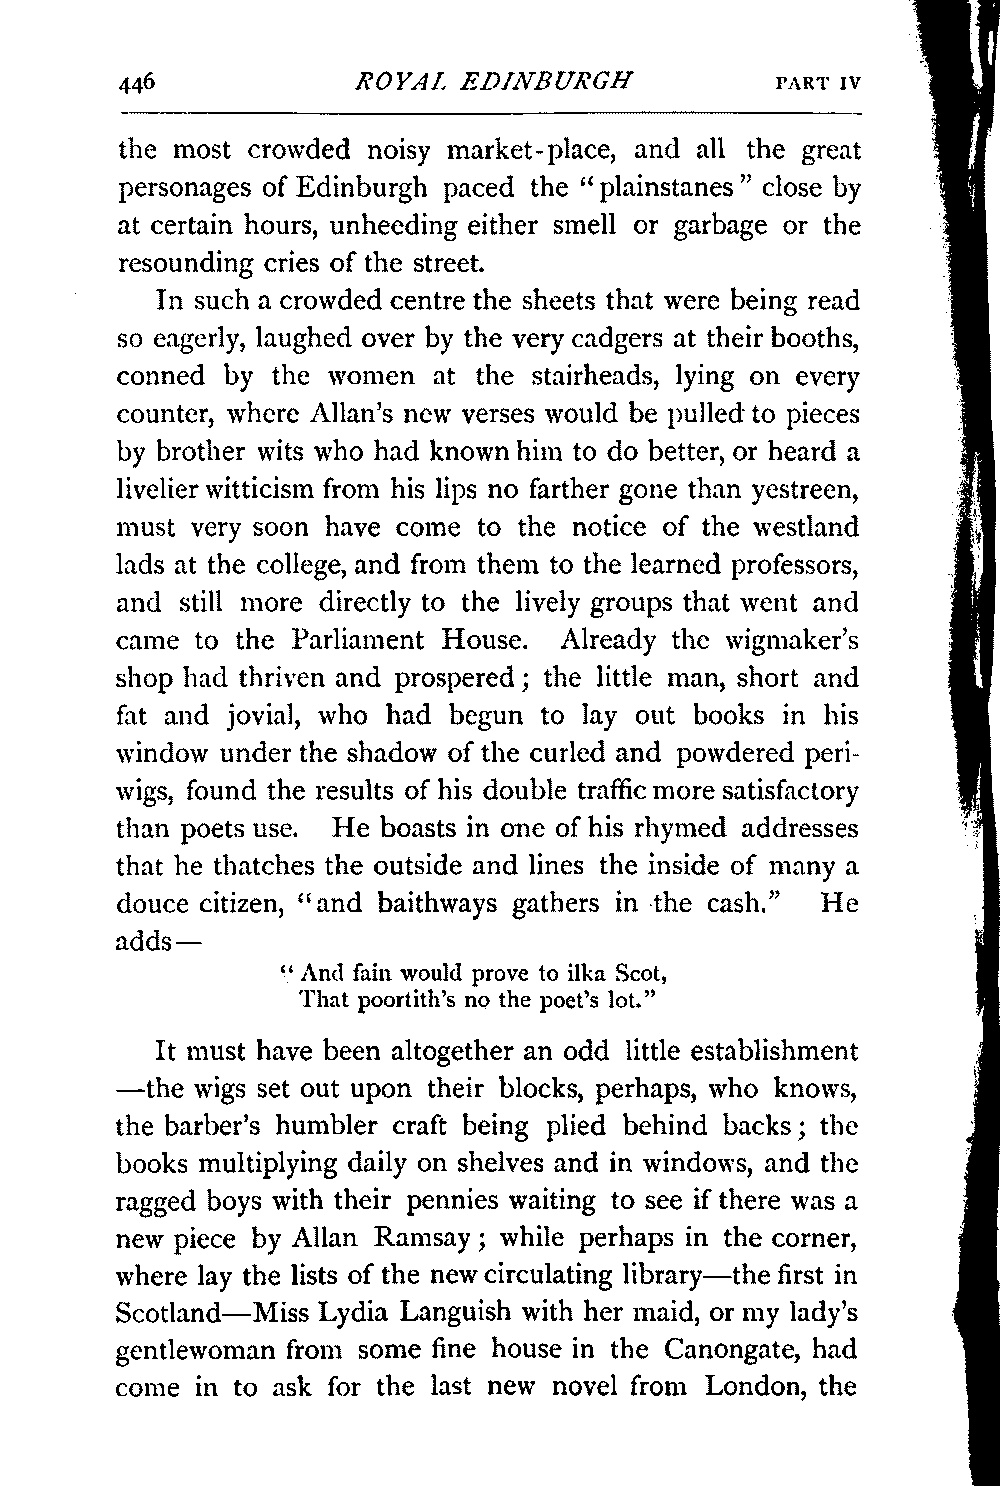 446 ROYAL EDINBURGH PART IV
the most crowded noisy market-place, and all the great
personages of Edinburgh paced the “plainstanes” close by
at certain hours, unheeding either smell or garbage or the
resounding cries of the street.
In such a crowded centre the sheets that were being read
so eagerly, laughed over by the very cadgers at their booths,
conned by the women at the stairheads, lying on every
counter, where Allan’s new verses would be pulled to pieces
by brother wits who had known him to do better, or heard a
livelier witticism from his lips no farther gone than yestreen,
must very soon have come to the notice of the westland
lads at the college, and from them to the learned professors,
and still more directly to the lively groups that went and
came to the Parliament House. Already the wigmaker’s
shop had thriven and prospered; the little man, short and
fat and jovial, who had begun to lay out books in his
window under the shadow of the curled and powdered peri-
wigs, found the results of his double traffic more satisfactory
than poets use. He boasts in one of his rhymed addresses
that he thatches the outside and lines the inside of many a
douce citizen, “and baithways gathers in the cash.” He
adds—
“And fain would prove to ilka Scot,
That poortith’s no the poet’s lot.”
It must have been altogether an odd little establishment
—the wigs set out upon their blocks, perhaps, who knows,
the barber’s humbler craft being plied behind backs; the
books multiplying daily on shelves and in windows, and the
ragged boys with their pennies waiting to see if there was a
new piece by Allan Ramsay; while perhaps in the corner,
where lay the lists of the new circulating library—the first in
Scotland—Miss Lydia Languish with her maid, or my lady’s
gentlewoman from some fine house in the Canongate, had
come in to ask for the last new novel from London, the